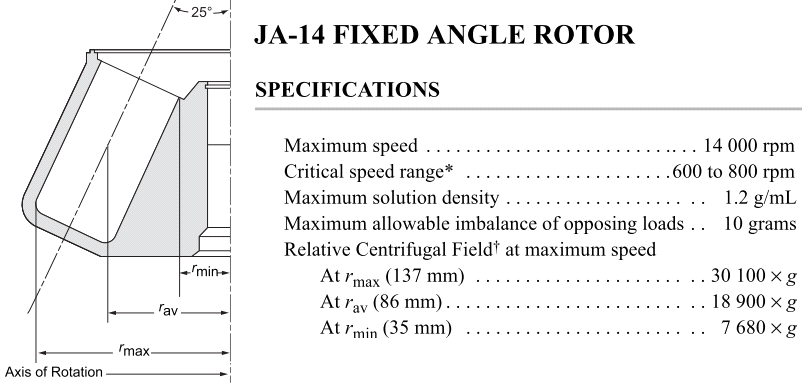 25°
JA-14 FIXED ANGLE ROTOR
SPECIFICATIONS
Maximum speed . . . . . . . . . . . . . . . . . . . . . . . . . . . . 14 000 rpm
Critical speed range* . . . . . . . . . . . . . . . . . . . . . 600 to 800 rpm
Maximum solution density . . . . . . . . . . . . . . . . . . 1.2 g/mL
Maximum allowable imbalance of opposing loads . . 10 grams
Relative Centrifugal Field† at maximum speed
At rmax (137 mm) . . . . . . . . . . . . . . . . . . . . . . . 30 100 × g
At rav (86 mm) . . . . . . . . . . . . . . . . . . . . . . . . . . 18 900 × g
At rmin (35 mm) . . . . . . . . . . . . . . . . . . . . . . . . 7 680 × g
rmin
rav
rmax
Axis of Rotation